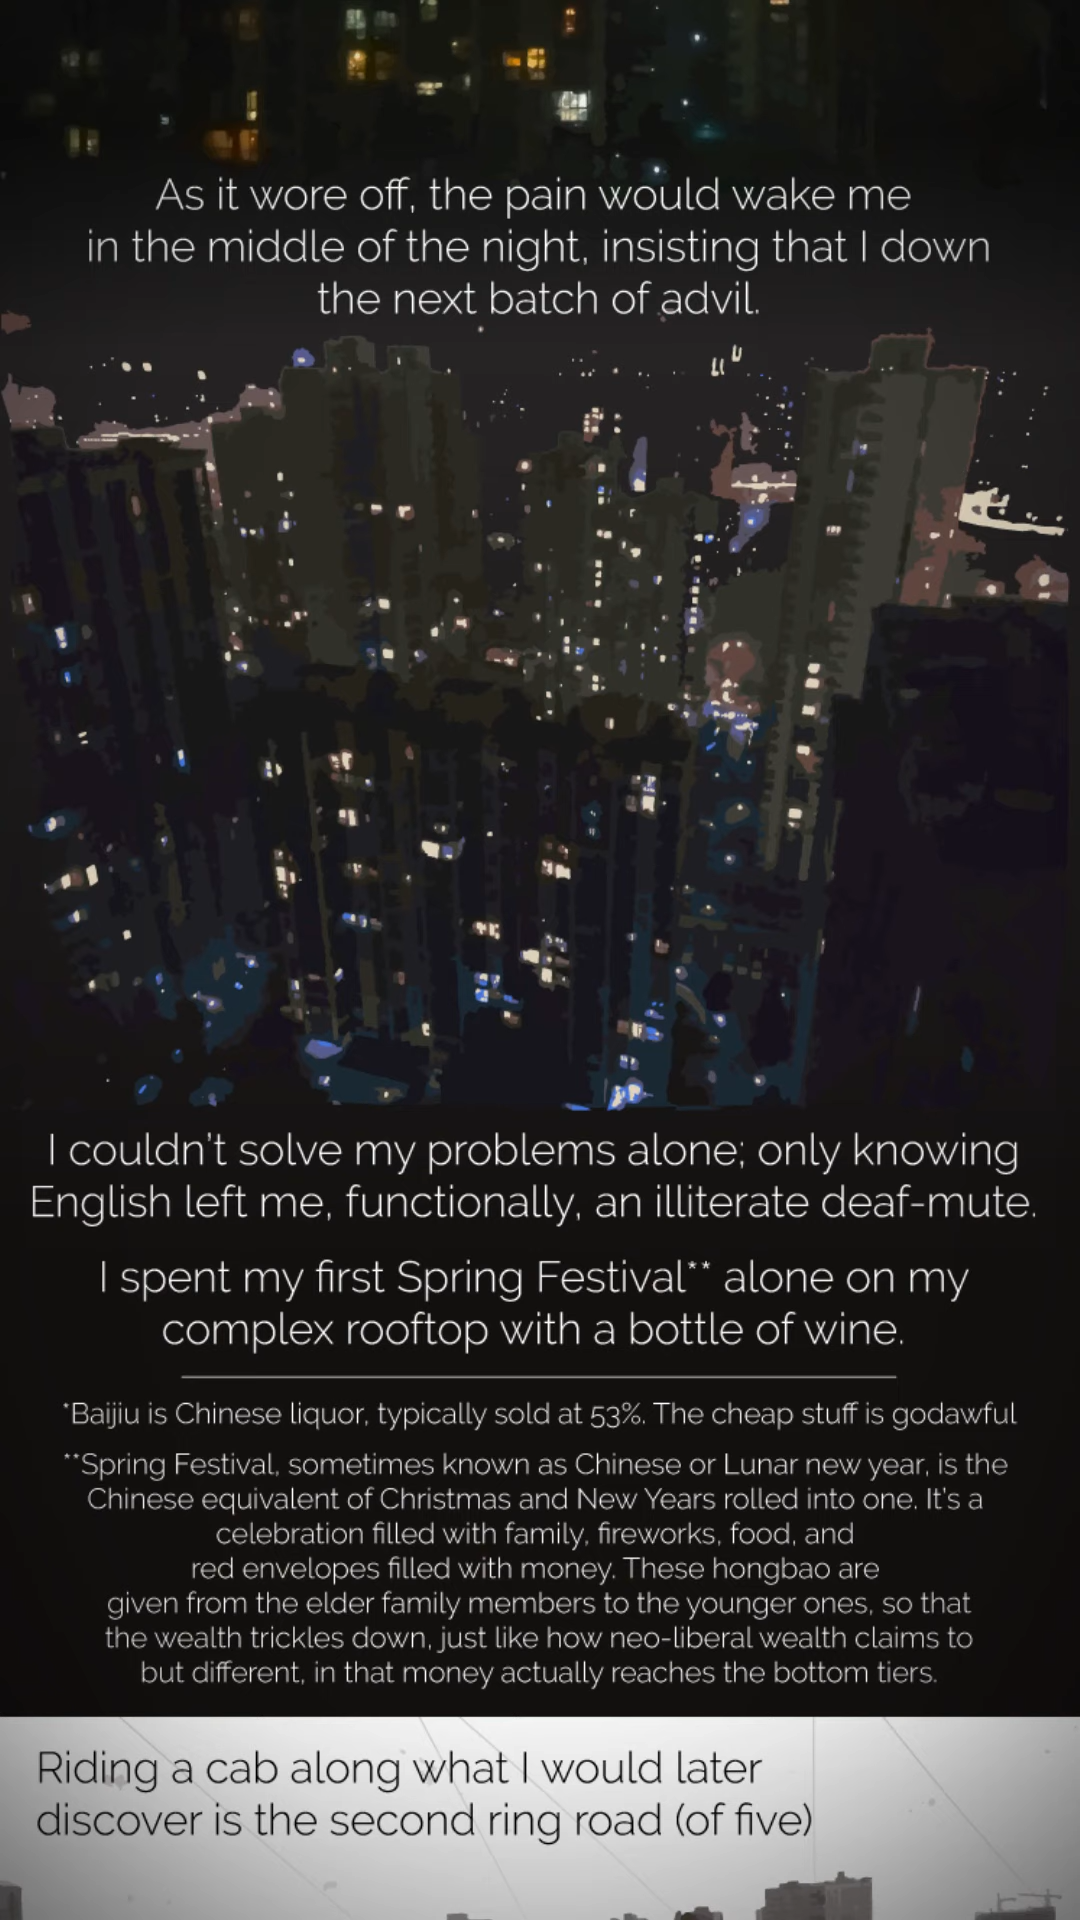 As it wore off, the pain would wake me
in the middle of the night, insisting that I down
the next batch of advil.
I couldn't solve my problems alone; only knowing
English left me, functionally, an illiterate deaf-mute.
I spent my first Spring Festival** alone on my
complex rooftop with a bottle of wine.
*Baijiu is Chinese liquor, typically sold at 53%. The cheap stuff is godawful
**Spring Festival, sometimes known as Chinese or Lunar new year, is the
Chinese equivalent of Christmas and New Years rolled into one. It's a
celebration filled with family, fireworks, food, and
red envelopes filled with money. These hongbao are
given from the elder family members to the younger ones, so that
the wealth trickles down, just like how neo-liberal wealth claims to
but different, in that money actually reaches the bottom tiers.
Riding a cab along what I would later
discover is the second ring road (of five)